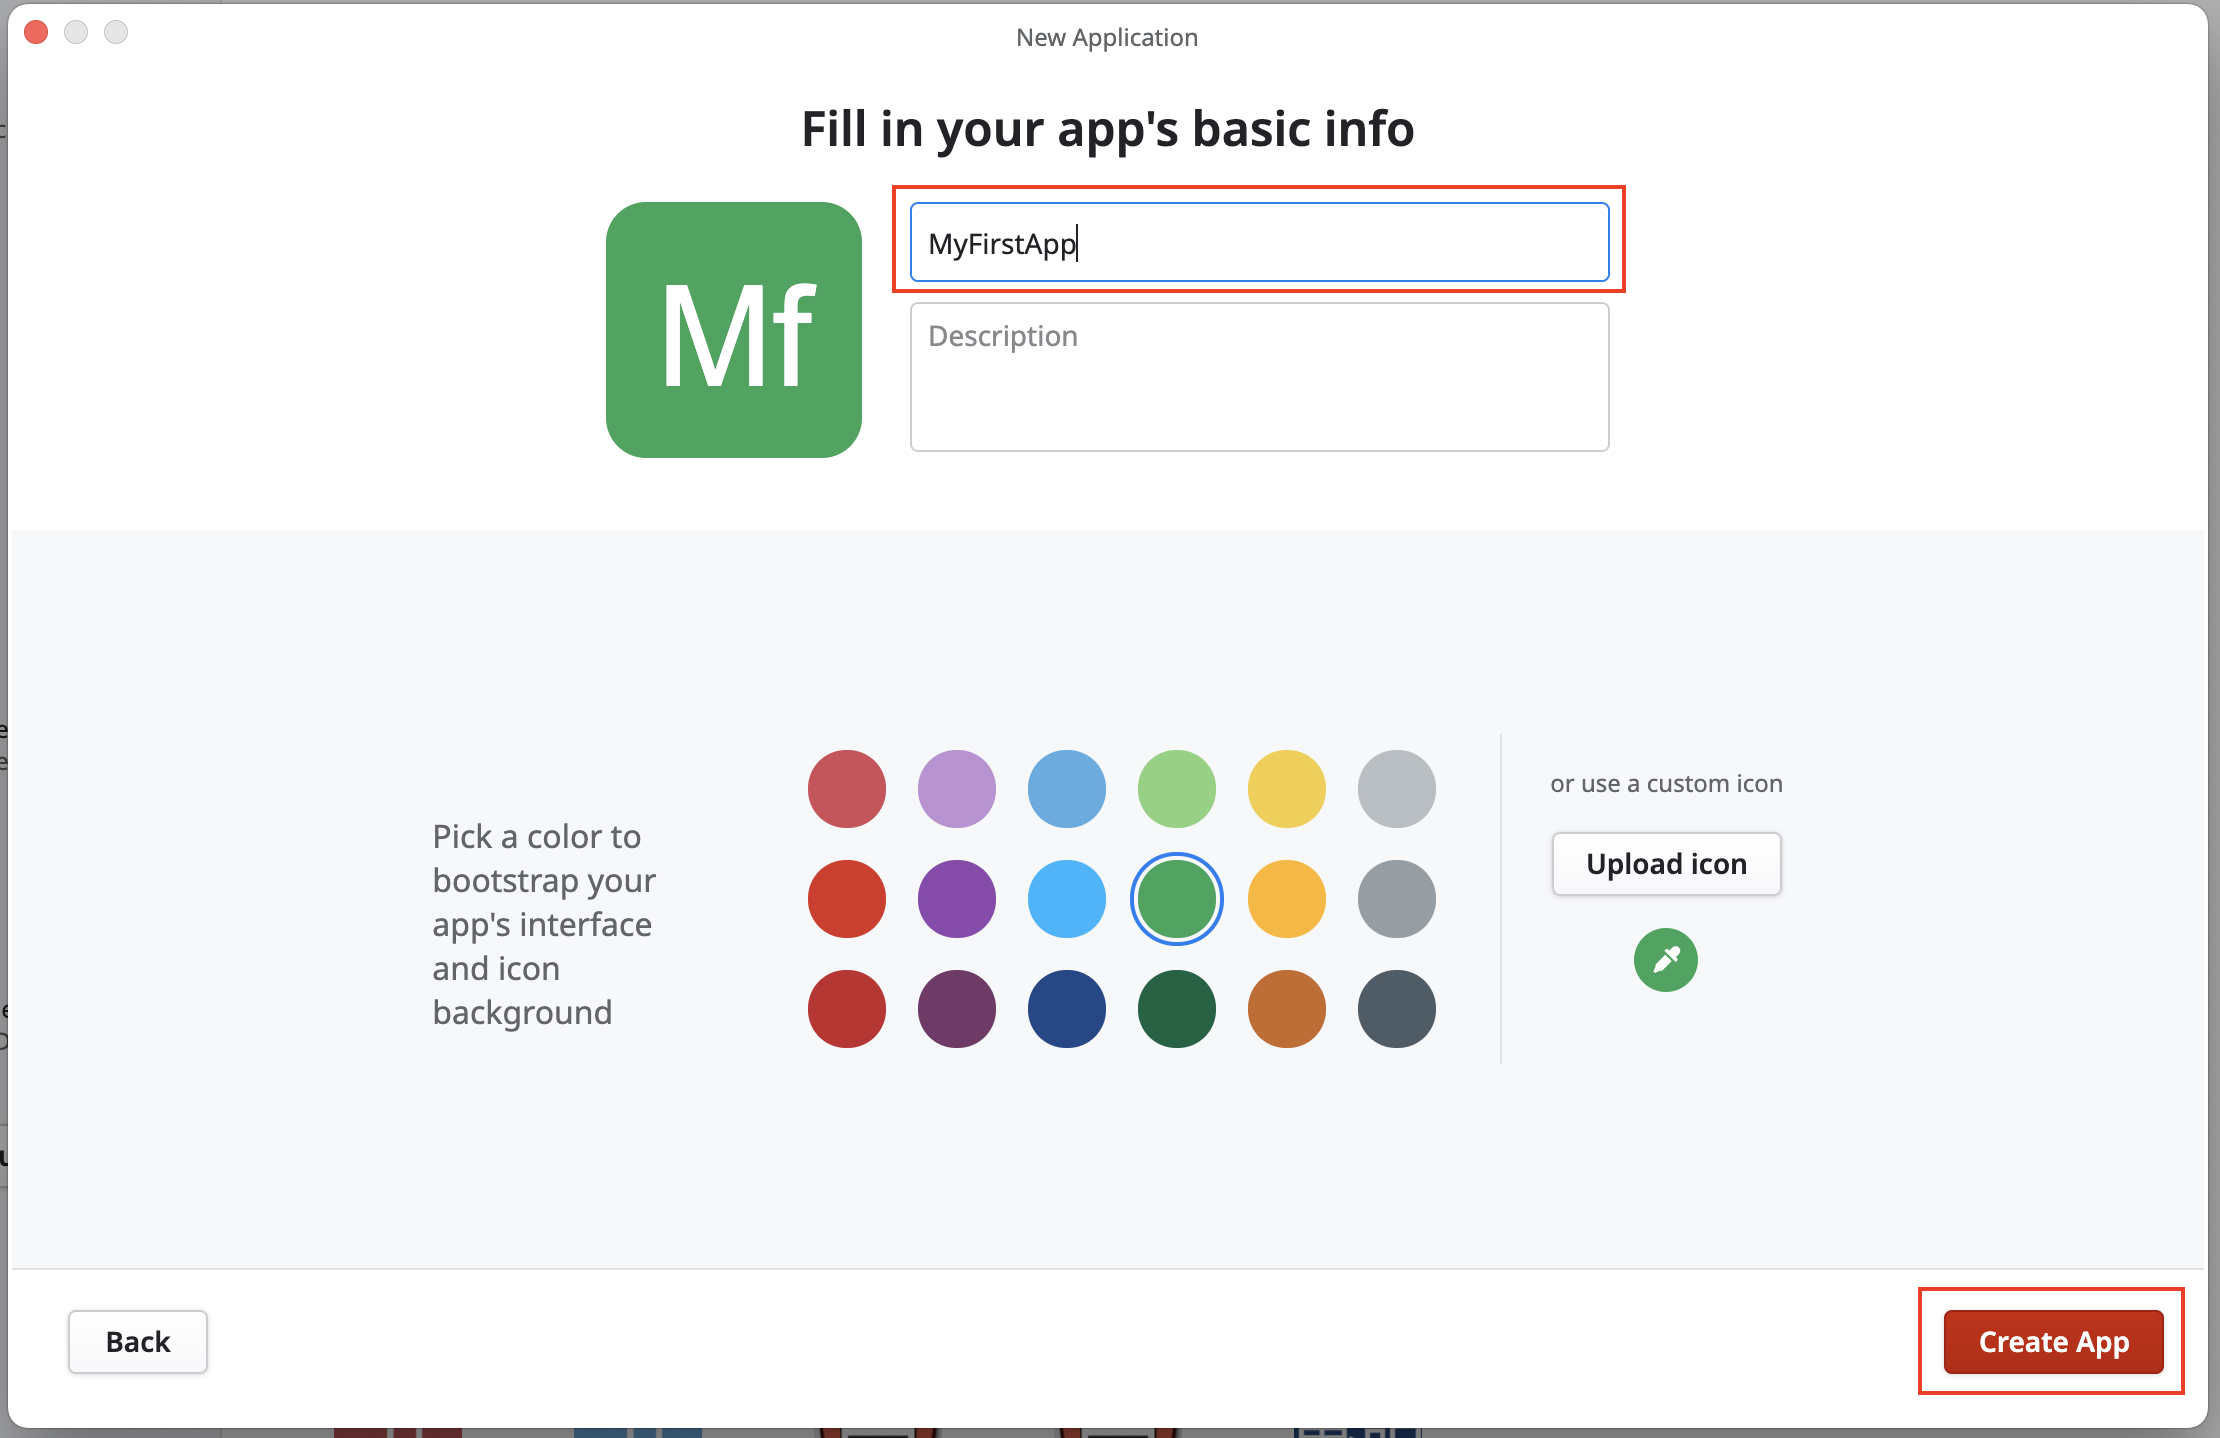 New Application
Fill in your app's basic info
Mf
MyFirstApp
Description
Pick a color to
bootstrap your
app's interface
and icon
background
or use a custom icon
Upload icon
Back
Create App